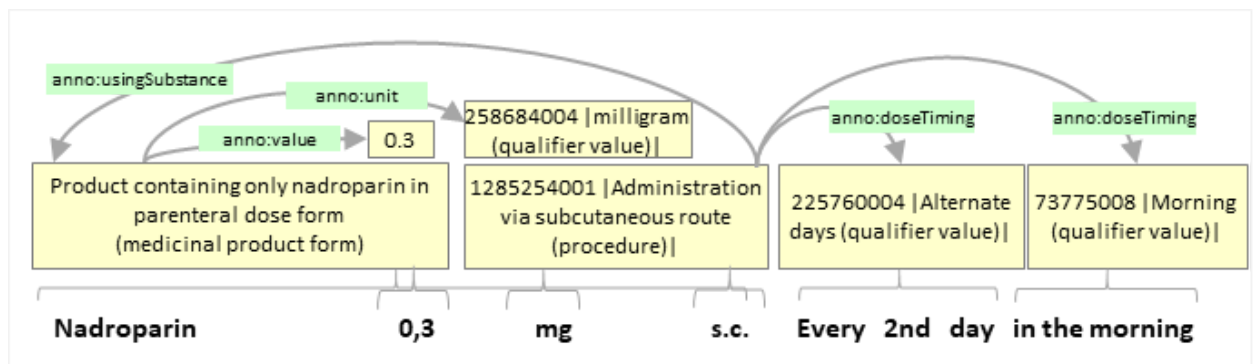 anno:usingSubstance
anno:unit
anno:doseTiming
anno:doseTiming
anno:value
0.3
258684004 |milligram
(qualifier value)|
Product containing only nadroparin in
parenteral dose form
(medicinal product form)
1285254001 |Administration
via subcutaneous route
(procedure)|
225760004 |Alternate
days (qualifier value)|
73775008 |Morning
(qualifier value)|
Nadroparin 0,3 mg s.c. Every 2nd day in the morning